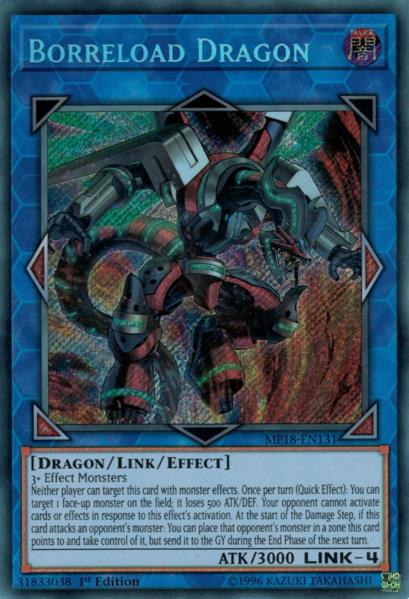 BORRELOAD DRAGON
DARK
闇
MP18-EN131
[DRAGON/LINK/EFFECT]
3+ Effect Monsters
Neither player can target this card with monster effects. Once per turn (Quick Effect): You can
target 1 face-up monster on the field; it loses 500 ATK/DEF. Your opponent cannot activate
cards or effects in response to this effect's activation. At the start of the Damage Step, if this
card attacks an opponent's monster: You can place that opponent's monster in a zone this card
points to and take control of it, but send it to the GY during the End Phase of the next turn.
ATK/3000 LINK-4
31833038 1st Edition ©1996 KAZUKI TAKAHASHI